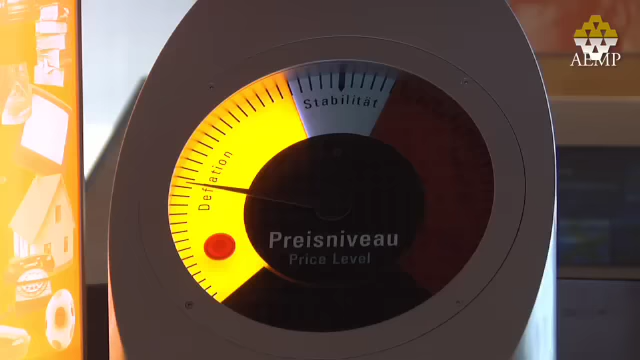 AEMP
Stabilität
Deflation
Preisniveau
Price Level